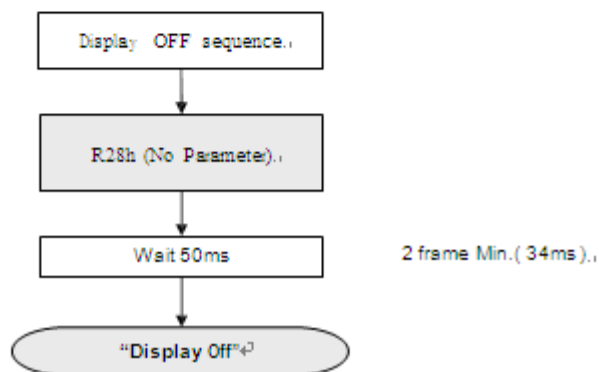 Display OFF sequence.
R28h (No Parameter).
Wait 50ms
2 frame Min.( 34ms).
“Display Off”